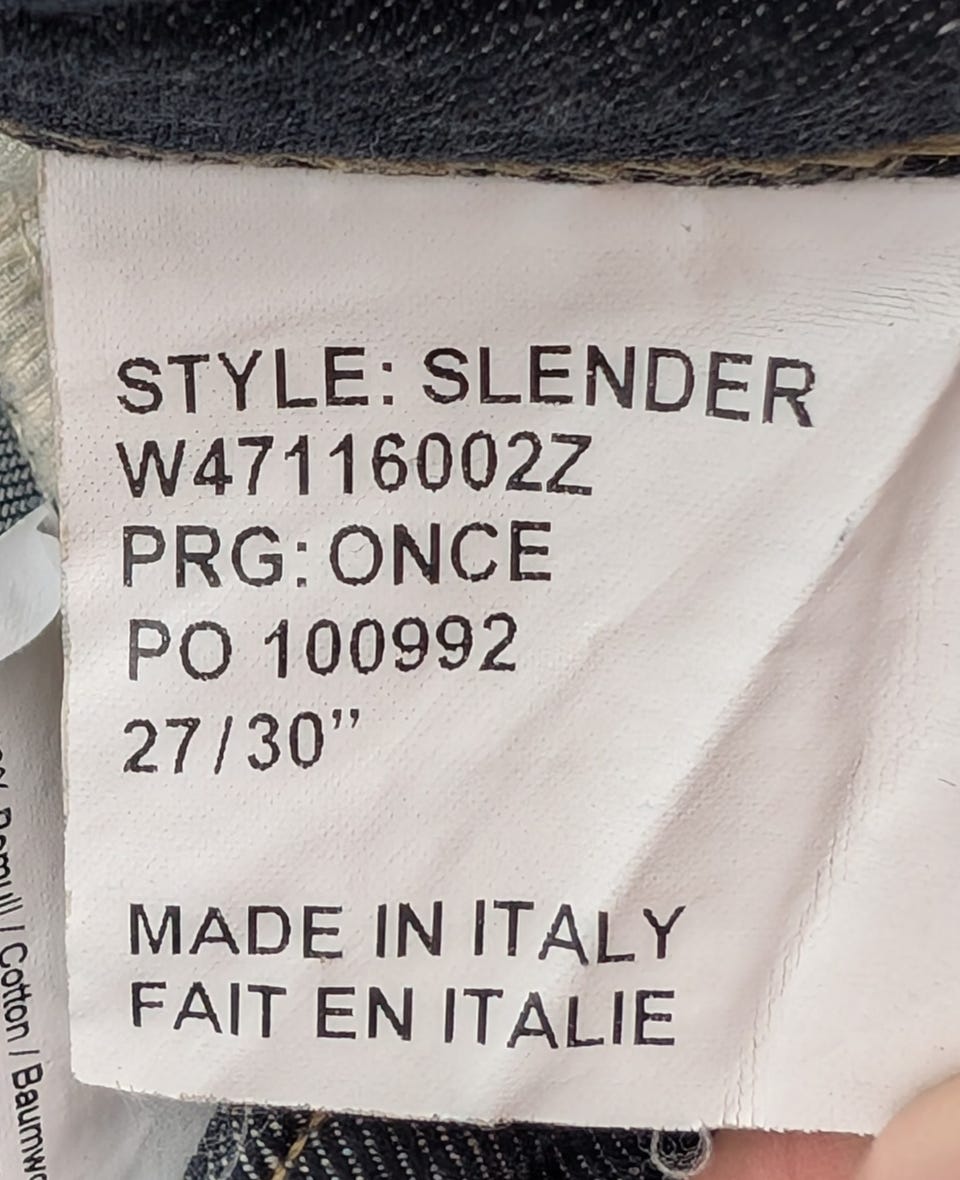 STYLE: SLENDER
W47116002Z
PRG: ONCE
PO 100992
27/30”
MADE IN ITALY
FAIT EN ITALIE
/ Cotton /